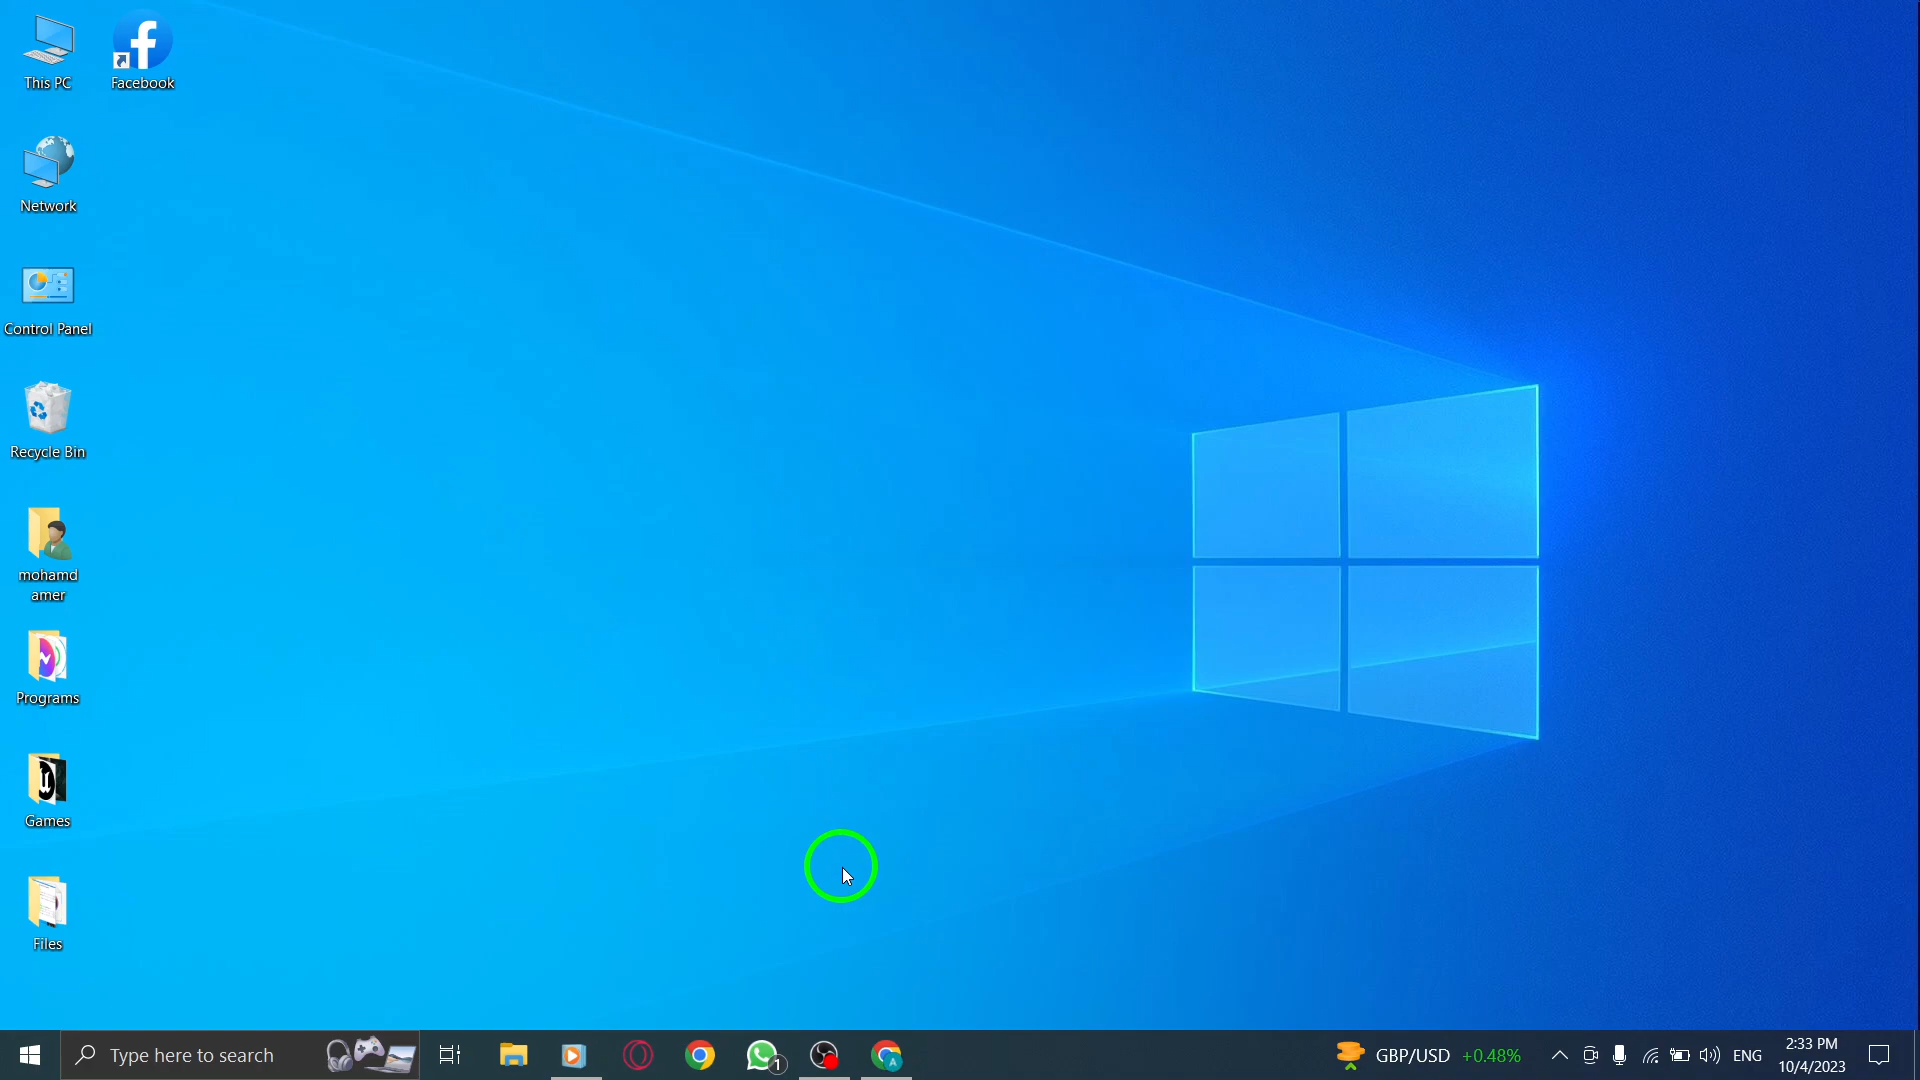 This PC
Facebook
Network
Control Panel
Recycle Bin
mohamd
amer
Programs
Games
Files
Type here to search
1
A
GBP/USD +0.48%
ENG
2:33 PM
10/4/2023